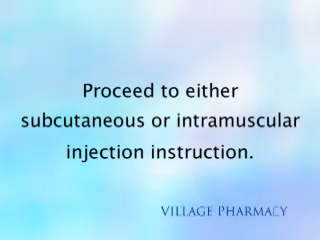 Proceed to either
subcutaneous or intramuscular
injection instruction.
Village Pharmacy